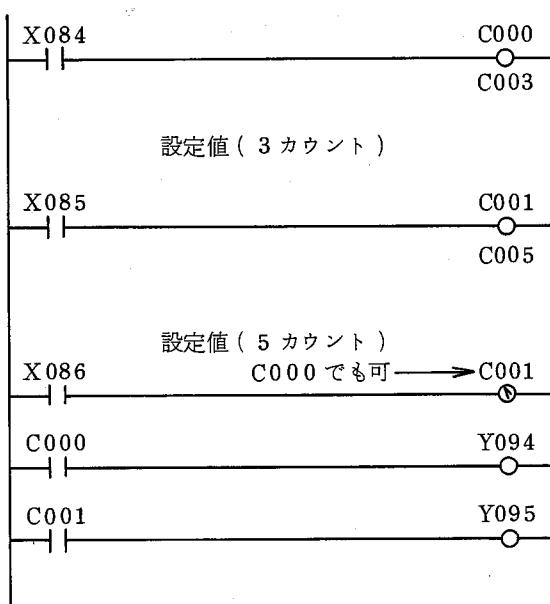 X084 C000
C003
設定値( 3 カウント )
X085 C001
C005
設定値( 5 カウント )
X086 C000でも可 C001
C000 Y094
C001 Y095